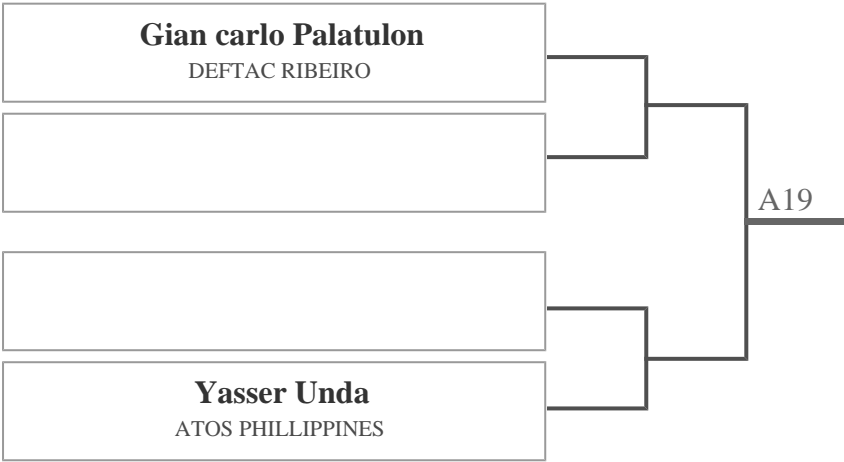 Gian carlo Palatulon
DEFTAC RIBEIRO
A19
Yasser Unda
ATOS PHILLIPPINES